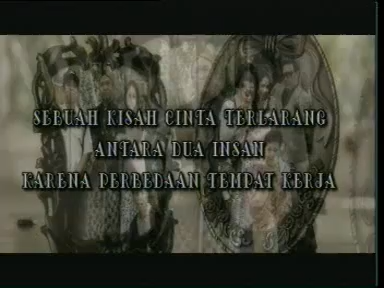 SEBUAH KISAH CINTA TERLARANG
ANTARA DUA INSAN
KARENA PERBEDAAN TEMPAT KERJA